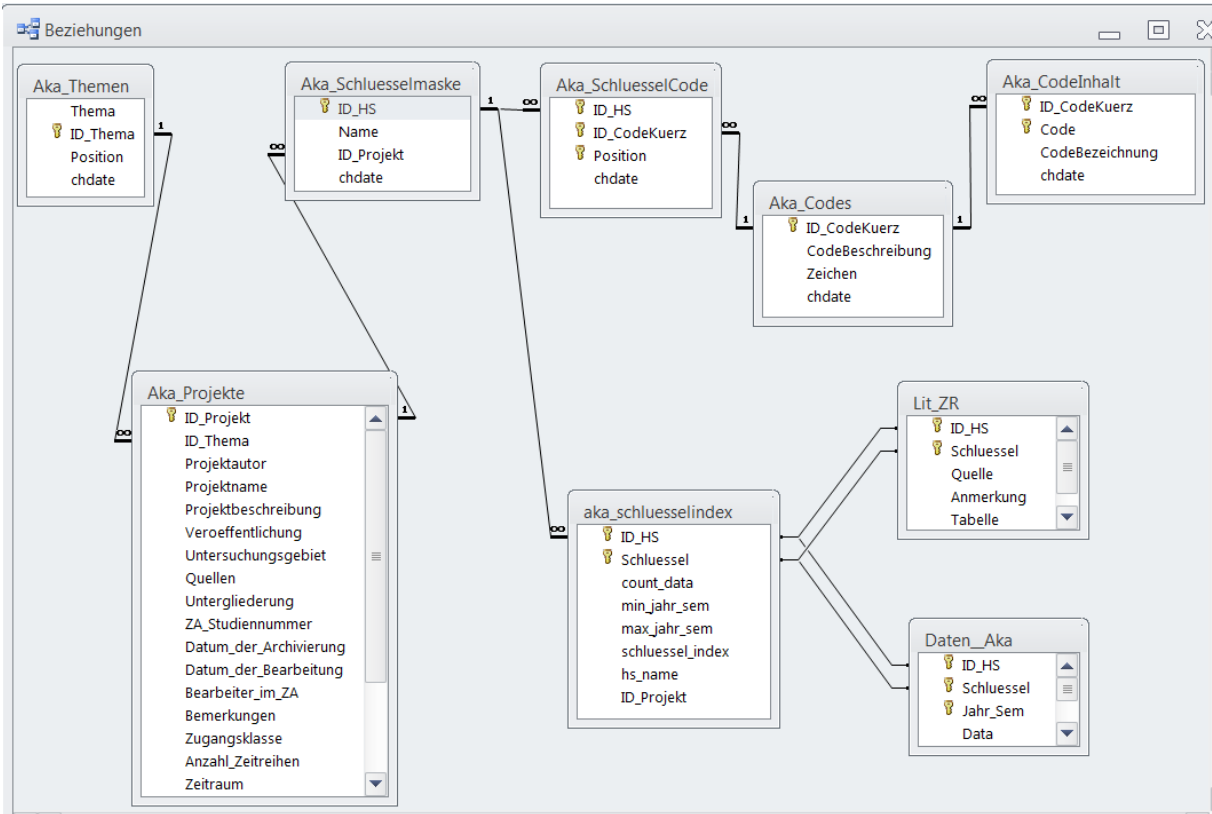 Beziehungen
Aka_Themen
Thema
ID_Thema
Position
chdate
1
∞
Aka_Schluesselmaske
ID_HS
Name
ID_Projekt
chdate
∞
1
1
∞
Aka_SchluesselCode
ID_HS
ID_CodeKuerz
Position
chdate
∞
1
Aka_Codes
ID_CodeKuerz
CodeBeschreibung
Zeichen
chdate
1
∞
Aka_CodeInhalt
ID_CodeKuerz
Code
CodeBezeichnung
chdate
Aka_Projekte
ID_Projekt
ID_Thema
Projektautor
Projektname
Projektbeschreibung
Veroeffentlichung
Untersuchungsgebiet
Quellen
Untergliederung
ZA_Studiennummer
Datum_der_Archivierung
Datum_der_Bearbeitung
Bearbeiter_im_ZA
Bemerkungen
Zugangsklasse
Anzahl_Zeitreihen
Zeitraum
∞
aka_schluesselindex
ID_HS
Schluessel
count_data
min_jahr_sem
max_jahr_sem
schluessel_index
hs_name
ID_Projekt
Lit_ZR
ID_HS
Schluessel
Quelle
Anmerkung
Tabelle
Daten__Aka
ID_HS
Schluessel
Jahr_Sem
Data